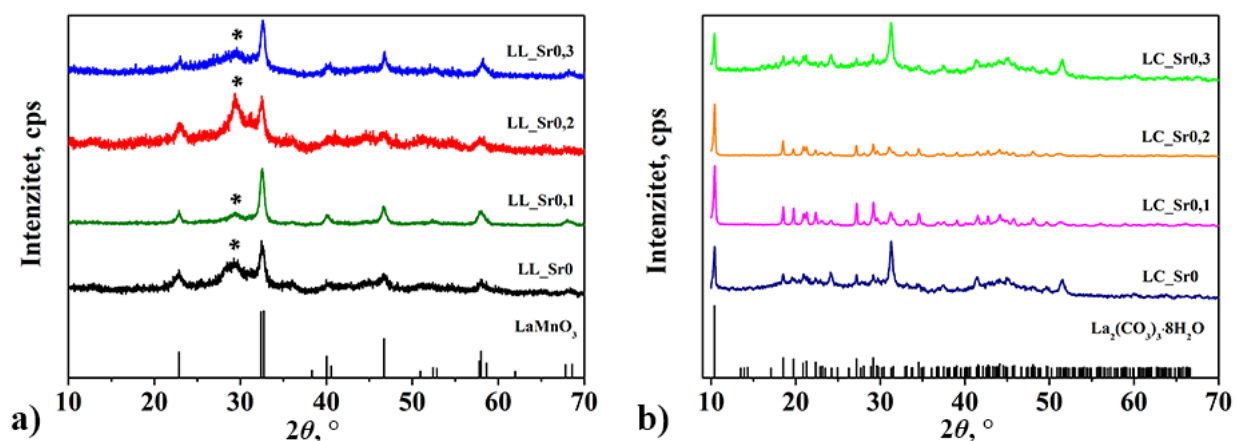 Intenzitet, cps
*
LL_Sr0,3
*
LL_Sr0,2
*
LL_Sr0,1
*
LL_Sr0
LaMnO3
10 20 30 40 50 60 70
2θ, °
a)
Intenzitet, cps
LC_Sr0,3
LC_Sr0,2
LC_Sr0,1
LC_Sr0
La2(CO3)3·8H2O
10 20 30 40 50 60 70
2θ, °
b)